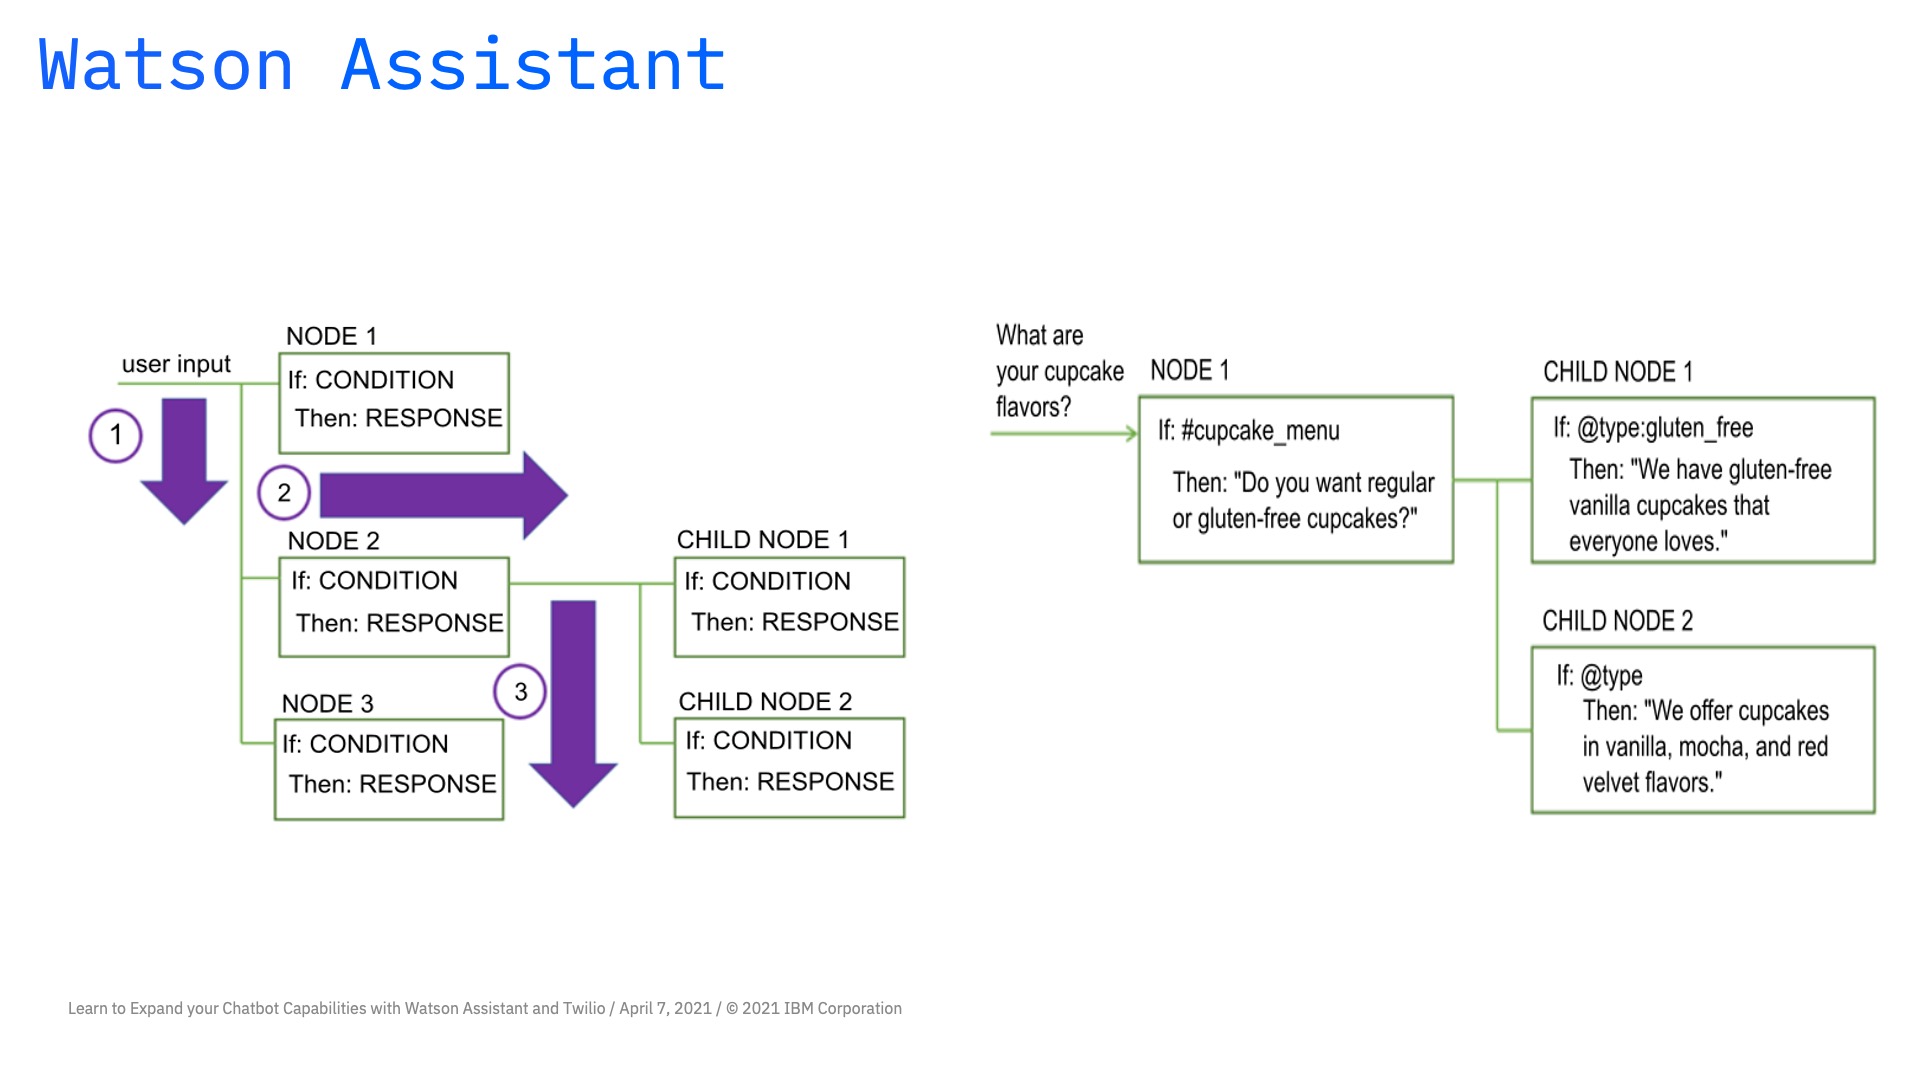 Watson Assistant
user input
1
NODE 1
If: CONDITION
Then: RESPONSE
2
NODE 2
If: CONDITION
Then: RESPONSE
CHILD NODE 1
If: CONDITION
Then: RESPONSE
3
NODE 3
If: CONDITION
Then: RESPONSE
CHILD NODE 2
If: CONDITION
Then: RESPONSE
What are
your cupcake
flavors?
NODE 1
If: #cupcake_menu
Then: "Do you want regular
or gluten-free cupcakes?"
CHILD NODE 1
If: @type:gluten_free
Then: "We have gluten-free
vanilla cupcakes that
everyone loves."
CHILD NODE 2
If: @type
Then: "We offer cupcakes
in vanilla, mocha, and red
velvet flavors."
Learn to Expand your Chatbot Capabilities with Watson Assistant and Twilio / April 7, 2021 / © 2021 IBM Corporation